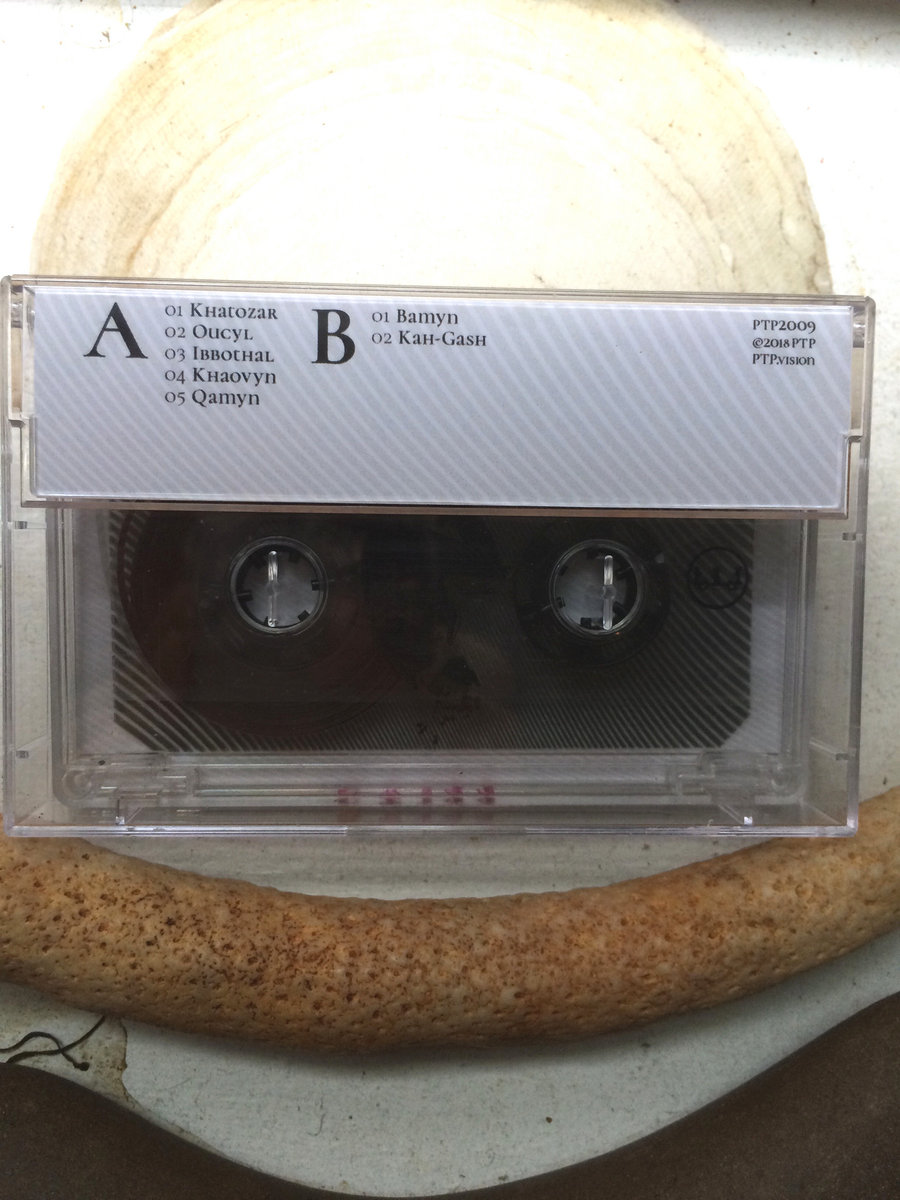 A
01 Khatozar
02 Oucyl
03 Ibbothal
04 Khaovyn
05 Qamyn
B
01 Bamyn
02 Kah-Gash
PTP2009
©2018 PTP
PTP.vision